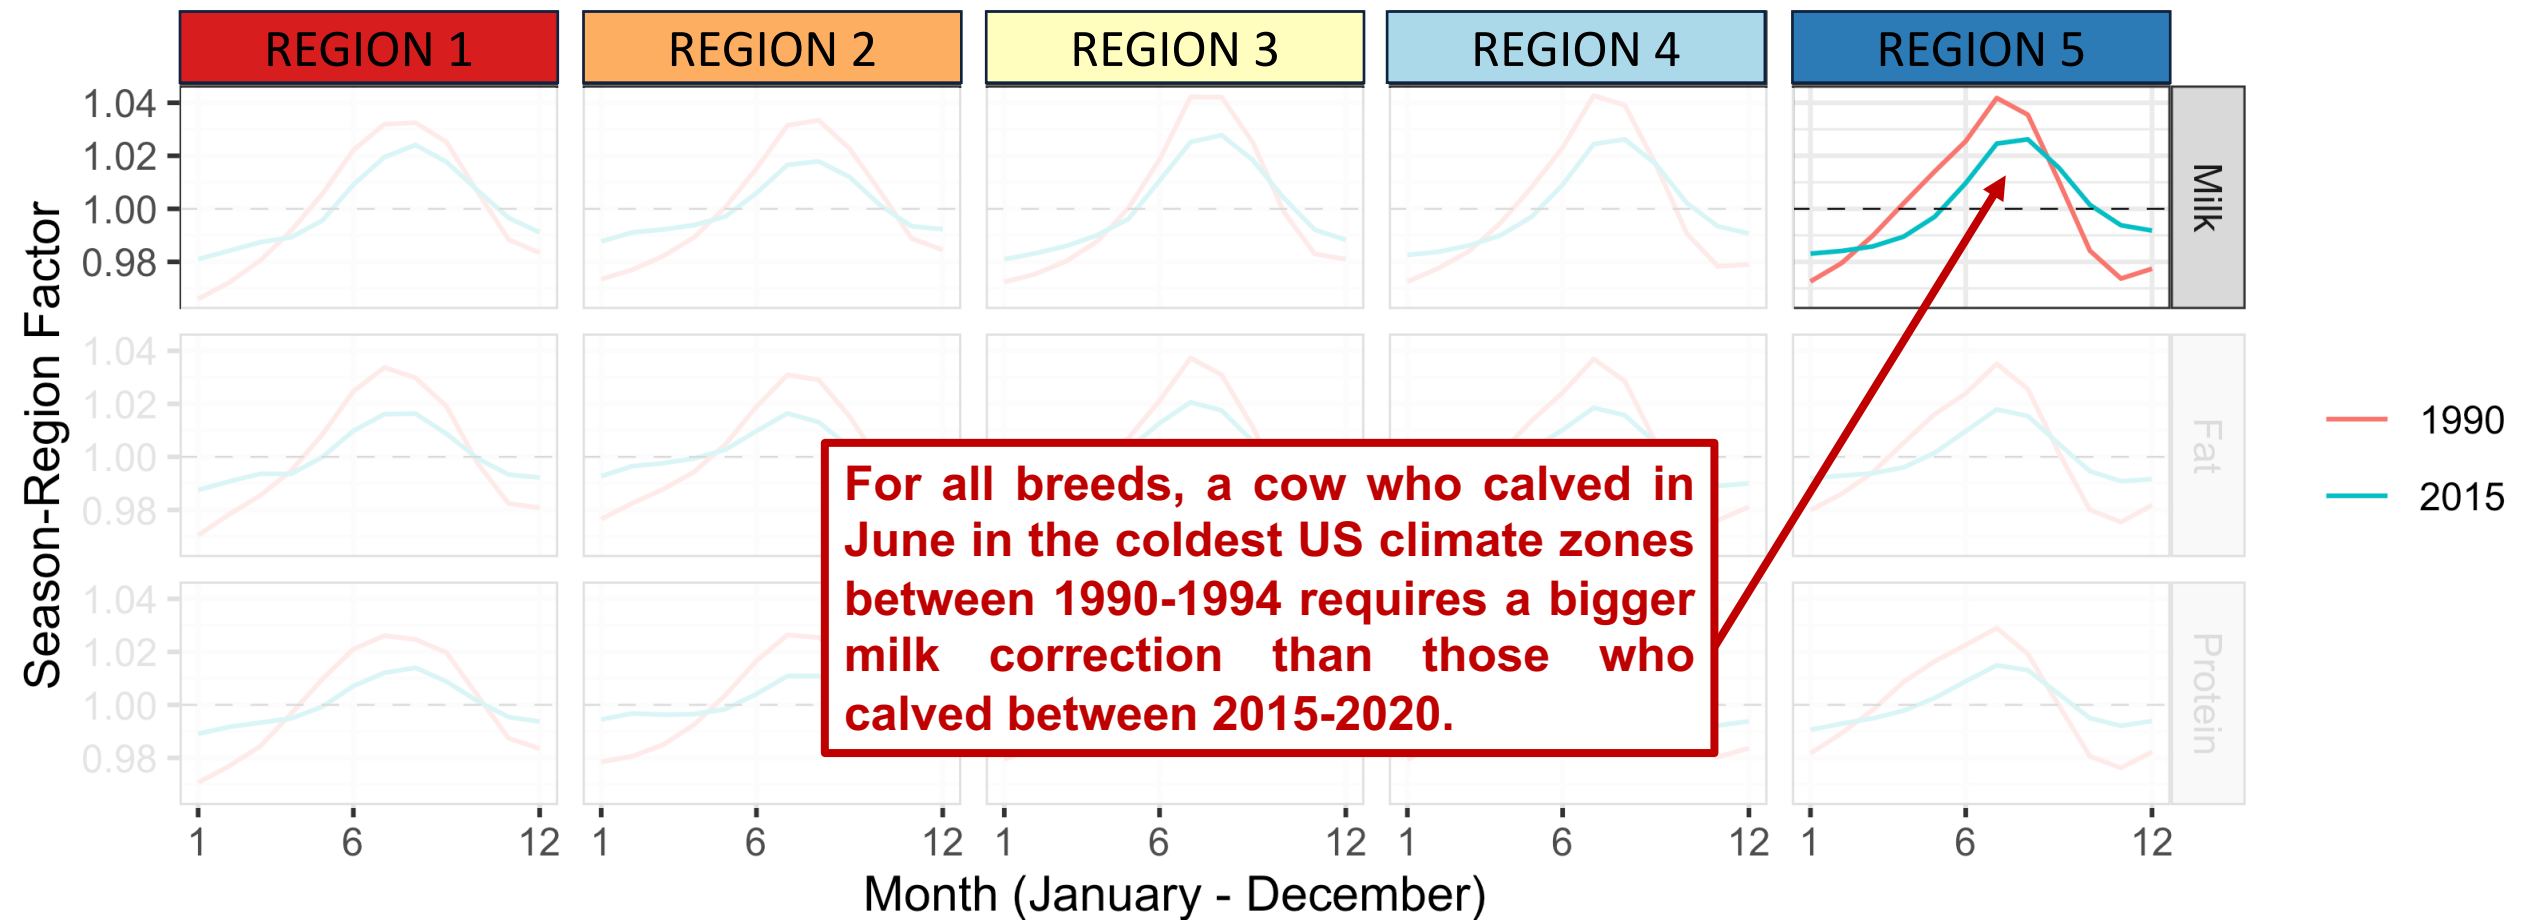 REGION 1 REGION 2 REGION 3 REGION 4 REGION 5
1.04
1.02
1.00
0.98
Milk
1.04
1.02
1.00
0.98
Fat
1.04
1.02
1.00
0.98
Protein
Season-Region Factor
For all breeds, a cow who calved in
June in the coldest US climate zones
between 1990-1994 requires a bigger
milk correction than those who
calved between 2015-2020.
1990
2015
1 6 12 1 6 12 1 6 12 1 6 12 1 6 12
Month (January - December)